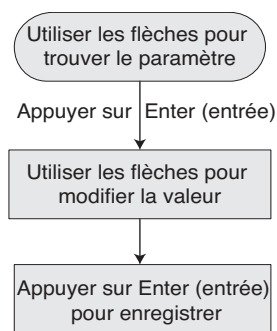 Utiliser les flèches pour
trouver le paramètre
Appuyer sur Enter (entrée)
Utiliser les flèches pour
modifier la valeur
Appuyer sur Enter (entrée)
pour enregistrer